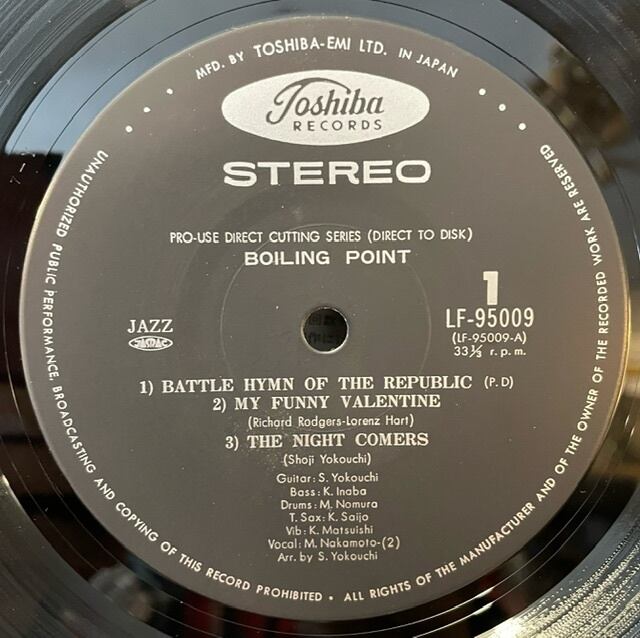 MFD. BY TOSHIBA-EMI LTD. IN JAPAN
Toshiba
RECORDS
STEREO
PRO-USE DIRECT CUTTING SERIES (DIRECT TO DISK)
BOILING POINT
1
JAZZ
JASRAC
LF-95009
(LF-95009-A)
33⅓ r.p.m.
1) BATTLE HYMN OF THE REPUBLIC (P.D)
2) MY FUNNY VALENTINE
(Richard Rodgers-Lorenz Hart)
3) THE NIGHT COMERS
(Shoji Yokouchi)
Guitar: S. Yokouchi
Bass: K. Inaba
Drums: M. Nomura
T. Sax: K. Saijo
Vib: K. Matsuishi
Vocal: M. Nakamoto-(2)
Arr. by S. Yokouchi
UNAUTHORIZED PUBLIC PERFORMANCE, BROADCASTING AND COPYING OF THIS RECORD PROHIBITED • ALL RIGHTS OF THE MANUFACTURER AND OF THE OWNER OF THE RECORDED WORK ARE RESERVED